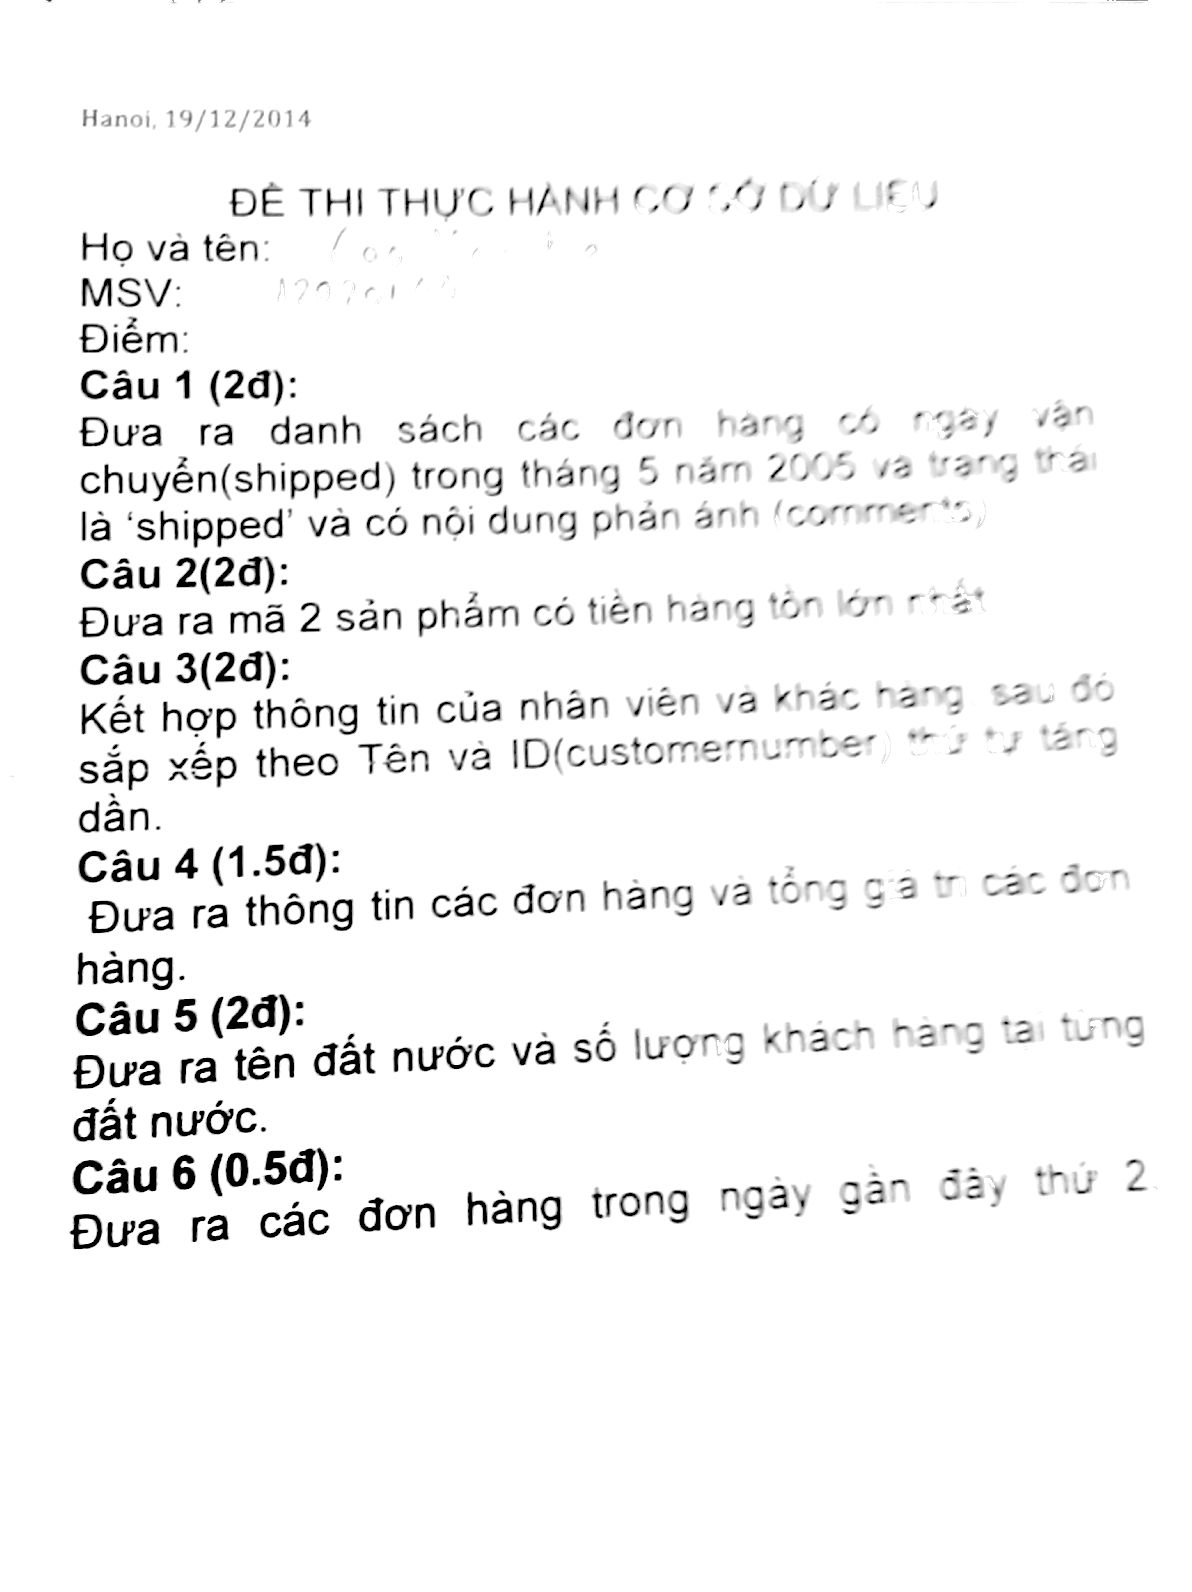 Hanoi, 19/12/2014
ĐỀ THI THỰC HÀNH CƠ SỞ DỮ LIỆU
Họ và tên:
MSV:
Điểm:
Câu 1 (2đ):
Đưa ra danh sách các đơn hàng có ngày vận
chuyển(shipped) trong tháng 5 năm 2005 và trạng thái
là ‘shipped’ và có nội dung phản ánh (comments)
Câu 2(2đ):
Đưa ra mã 2 sản phẩm có tiền hàng tồn lớn nhất
Câu 3(2đ):
Kết hợp thông tin của nhân viên và khác hàng sau đó
sắp xếp theo Tên và ID(customernumber) thứ tự tăng
dần.
Câu 4 (1.5đ):
Đưa ra thông tin các đơn hàng và tổng giá trị các đơn
hàng.
Câu 5 (2đ):
Đưa ra tên đất nước và số lượng khách hàng tại từng
đất nước.
Câu 6 (0.5đ):
Đưa ra các đơn hàng trong ngày gần đây thứ 2.